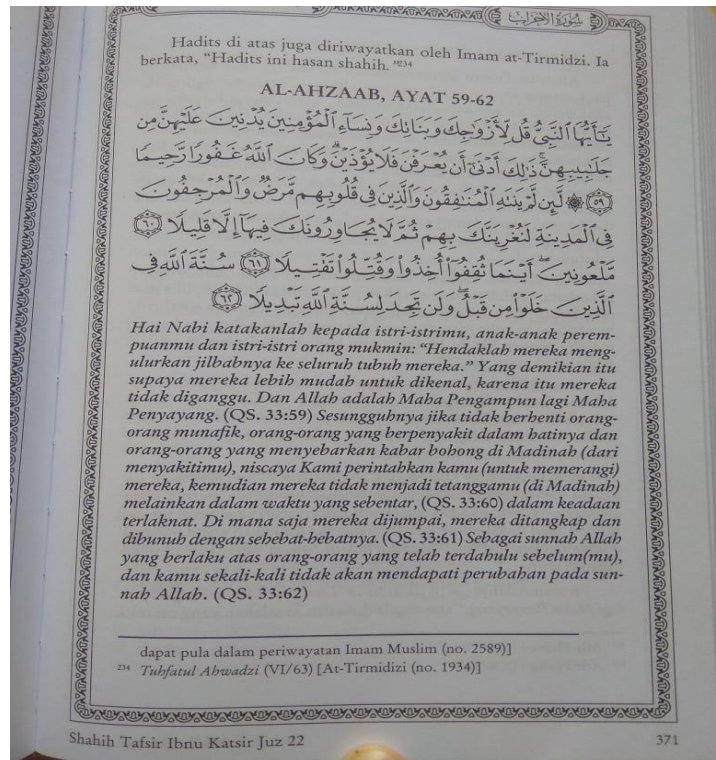 سُورَةُ الأَحْزَابِ
Hadits di atas juga diriwayatkan oleh Imam at-Tirmidzi. Ia
berkata, “Hadits ini hasan shahih.”²³⁴
AL-AHZAAB, AYAT 59-62
يَـٰٓأَيُّهَا ٱلنَّبِىُّ قُل لِّأَزْوَٰجِكَ وَبَنَاتِكَ وَنِسَآءِ ٱلْمُؤْمِنِينَ يُدْنِينَ عَلَيْهِنَّ مِن
جَلَـٰبِيبِهِنَّ ۚ ذَٰلِكَ أَدْنَىٰٓ أَن يُعْرَفْنَ فَلَا يُؤْذَيْنَ ۗ وَكَانَ ٱللَّهُ غَفُورًا رَّحِيمًا
﴿٥٩﴾ ۞ لَّئِن لَّمْ يَنتَهِ ٱلْمُنَـٰفِقُونَ وَٱلَّذِينَ فِى قُلُوبِهِم مَّرَضٌ وَٱلْمُرْجِفُونَ
فِى ٱلْمَدِينَةِ لَنُغْرِيَنَّكَ بِهِمْ ثُمَّ لَا يُجَاوِرُونَكَ فِيهَآ إِلَّا قَلِيلًا ﴿٦٠﴾
مَّلْعُونِينَ ۖ أَيْنَمَا ثُقِفُوٓا۟ أُخِذُوا۟ وَقُتِّلُوا۟ تَقْتِيلًا ﴿٦١﴾ سُنَّةَ ٱللَّهِ فِى
ٱلَّذِينَ خَلَوْا۟ مِن قَبْلُ ۖ وَلَن تَجِدَ لِسُنَّةِ ٱللَّهِ تَبْدِيلًا ﴿٦٢﴾
Hai Nabi katakanlah kepada istri-istrimu, anak-anak perem-
puanmu dan istri-istri orang mukmin: “Hendaklah mereka meng-
ulurkan jilbabnya ke seluruh tubuh mereka.” Yang demikian itu
supaya mereka lebih mudah untuk dikenal, karena itu mereka
tidak diganggu. Dan Allah adalah Maha Pengampun lagi Maha
Penyayang. (QS. 33:59) Sesungguhnya jika tidak berhenti orang-
orang munafik, orang-orang yang berpenyakit dalam hatinya dan
orang-orang yang menyebarkan kabar bohong di Madinah (dari
menyakitimu), niscaya Kami perintahkan kamu (untuk memerangi)
mereka, kemudian mereka tidak menjadi tetanggamu (di Madinah)
melainkan dalam waktu yang sebentar, (QS. 33:60) dalam keadaan
terlaknat. Di mana saja mereka dijumpai, mereka ditangkap dan
dibunuh dengan sehebat-hebatnya. (QS. 33:61) Sebagai sunnah Allah
yang berlaku atas orang-orang yang telah terdahulu sebelum(mu),
dan kamu sekali-kali tidak akan mendapati perubahan pada sun-
nah Allah. (QS. 33:62)
dapat pula dalam periwayatan Imam Muslim (no. 2589)]
²³⁴ Tuhfatul Ahwadzi (VI/63) [At-Tirmidizi (no. 1934)]
Shahih Tafsir Ibnu Katsir Juz 22 371